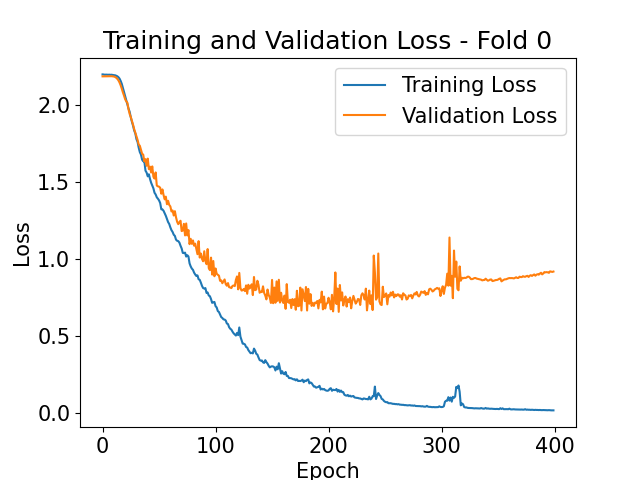 Training and Validation Loss - Fold 0
Training Loss
Validation Loss
Loss
2.0
1.5
1.0
0.5
0.0
0
100
200
300
400
Epoch